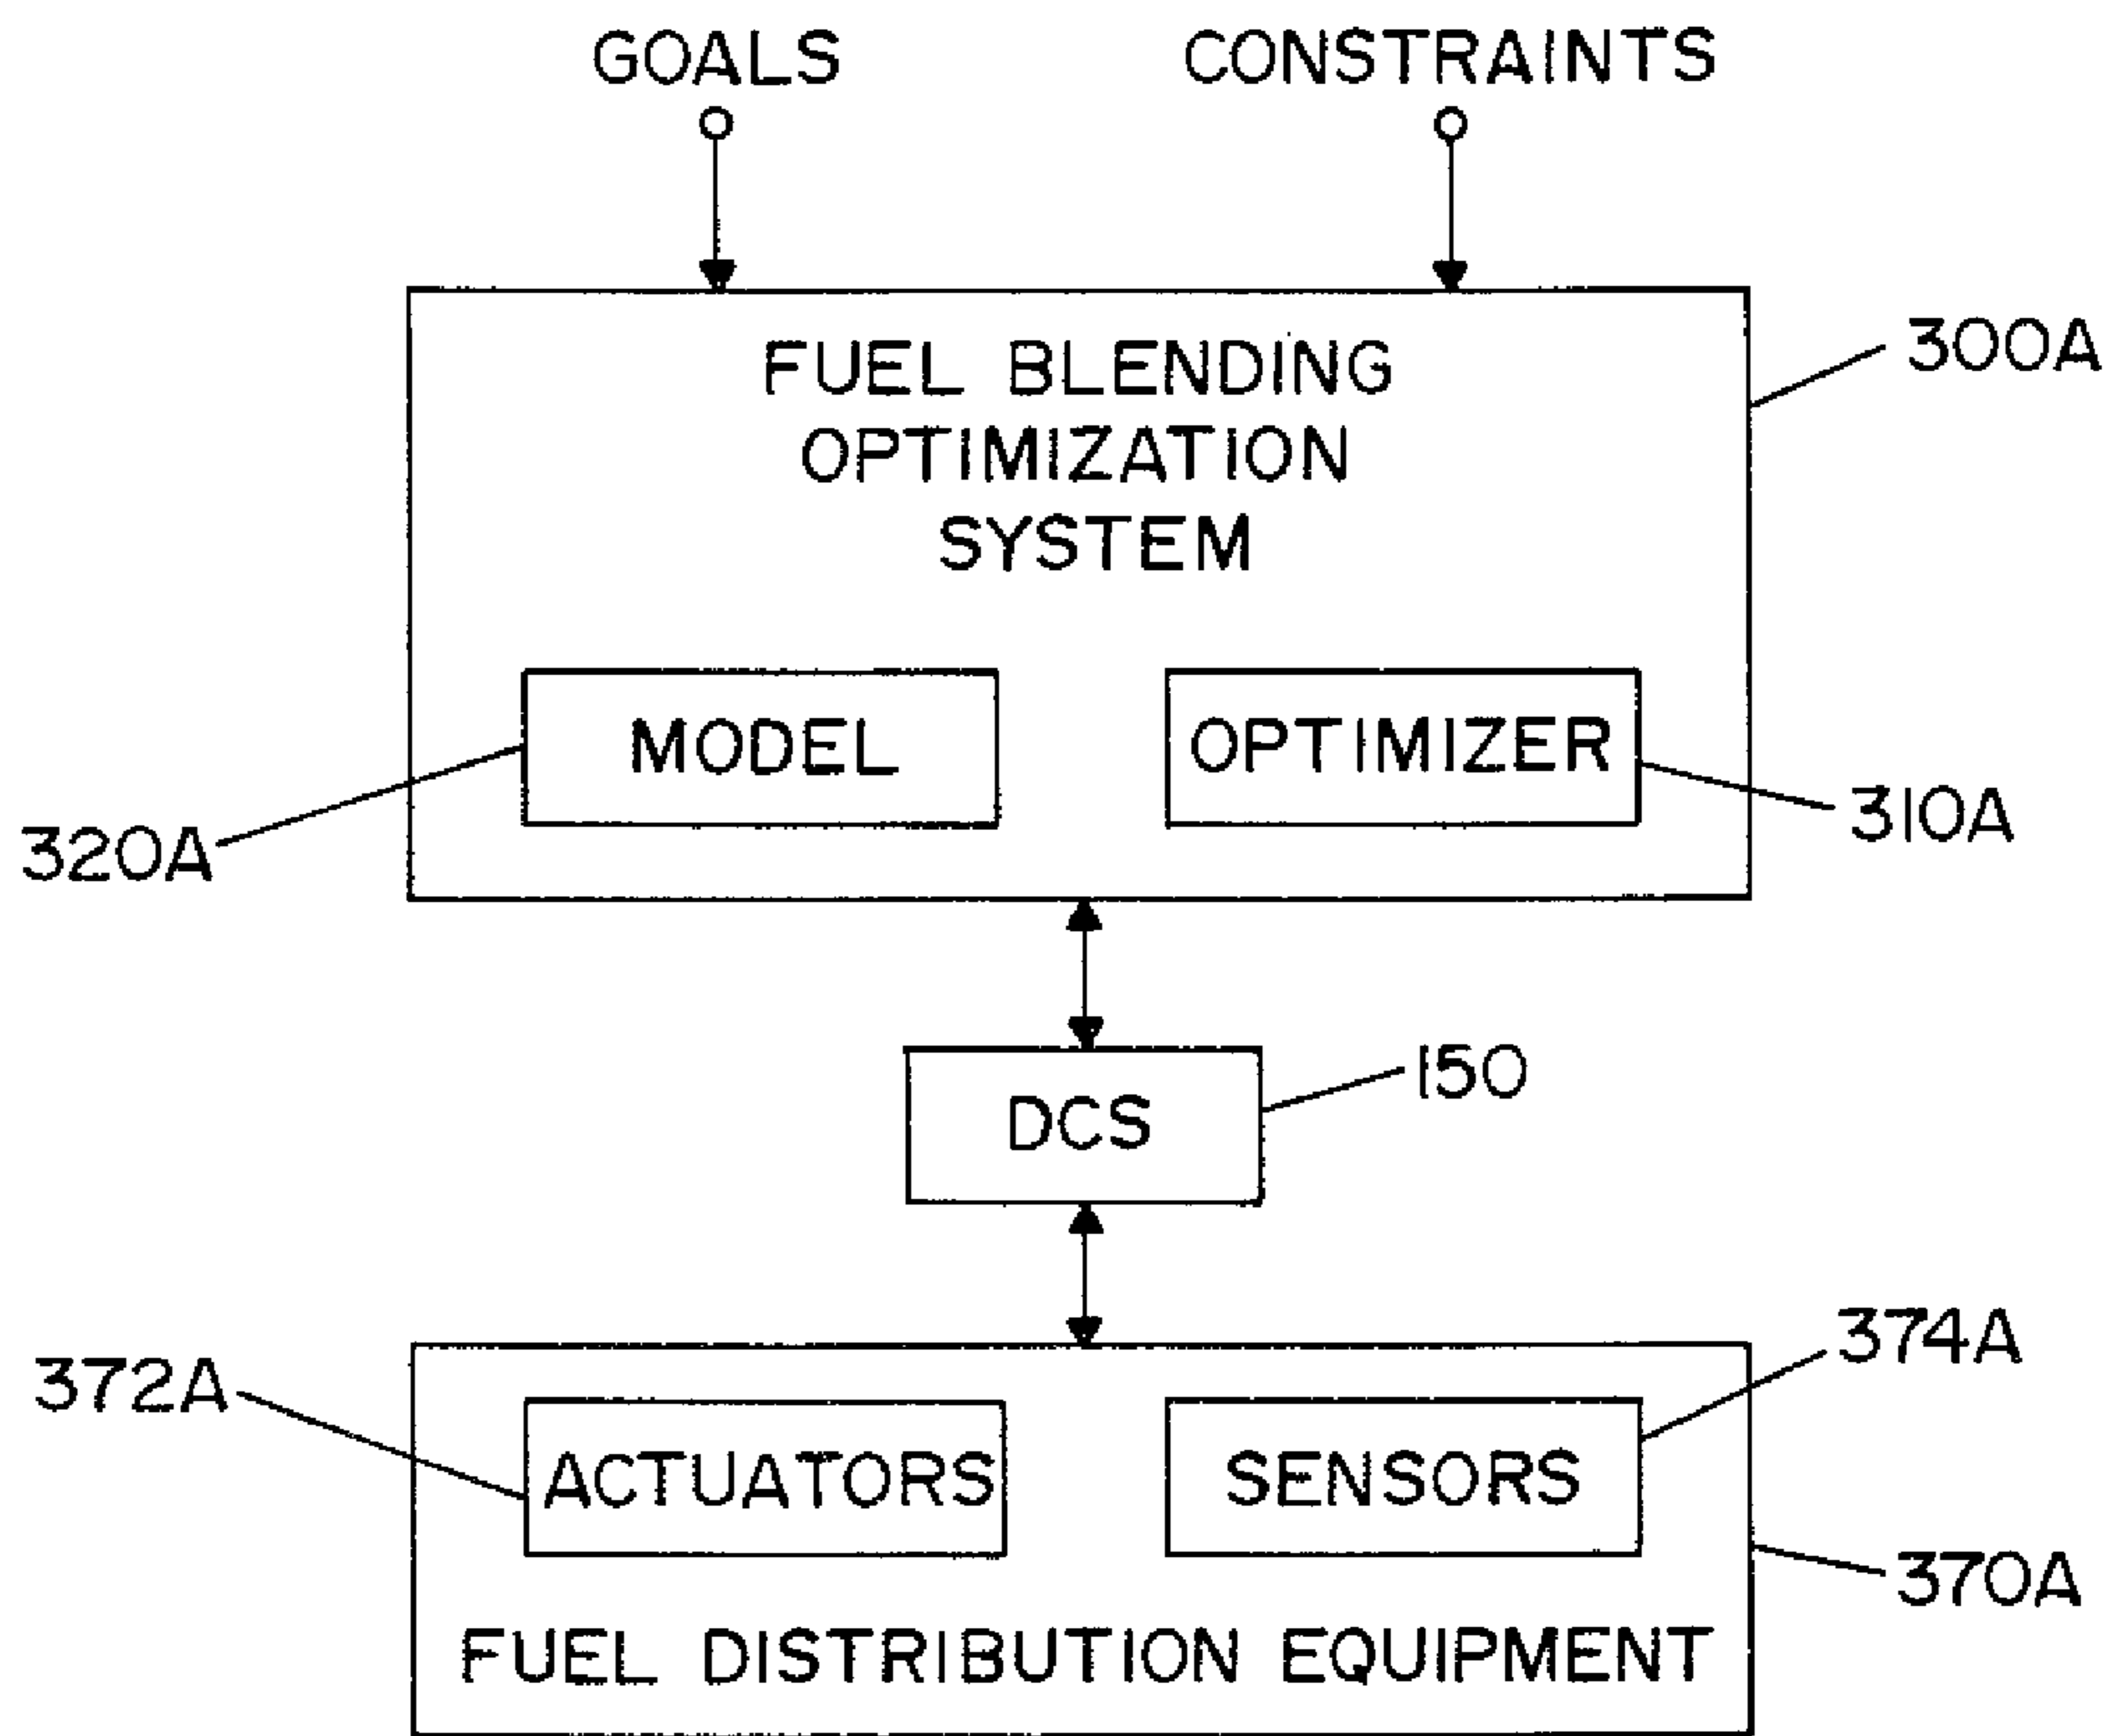 GOALS
CONSTRAINTS
FUEL BLENDING
OPTIMIZATION
SYSTEM
300A
MODEL
OPTIMIZER
320A
310A
DCS
150
372A
374A
ACTUATORS
SENSORS
370A
FUEL DISTRIBUTION EQUIPMENT